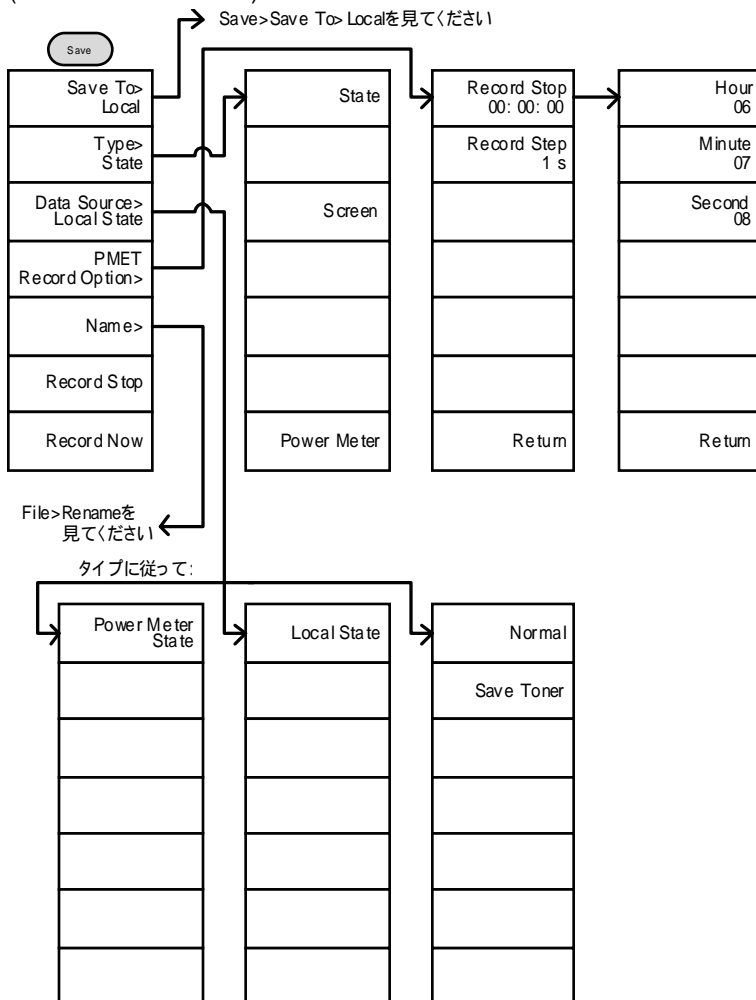 Save>Save To>Localを見てください
Save
Save To>
Local
Type>
State
Data Source>
Local State
PMET
Record Option>
Name>
Record Stop
Record Now
State
Screen
Power Meter
Record Stop
00:00:00
Record Step
1 s
Return
Hour
06
Minute
07
Second
08
Return
File>Renameを
見てください
タイプに従って:
Power Meter
State
Local State
Normal
Save Toner